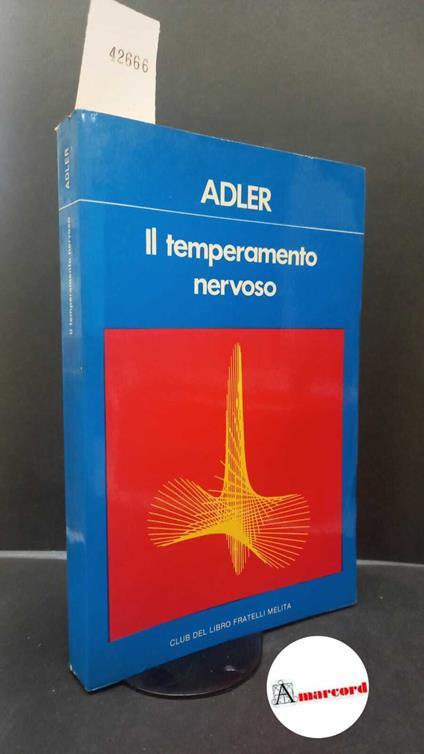 42666
ADLER
Il temperamento
nervoso
CLUB DEL LIBRO FRATELLI MELITA
ADLER
Il temperamento nervoso
Amarcord